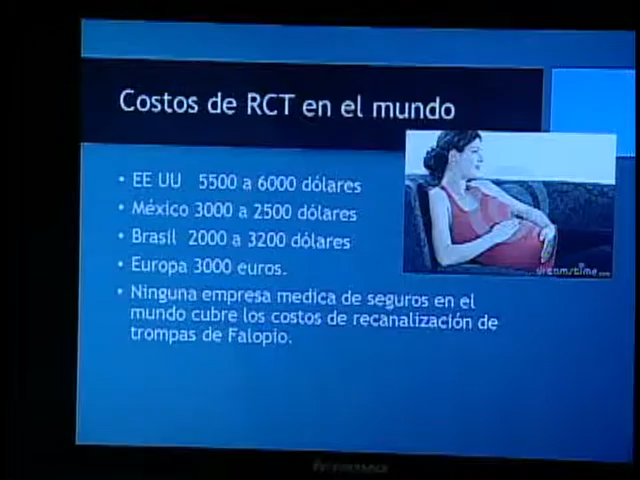 Costos de RCT en el mundo
• EE UU 5500 a 6000 dólares
• México 3000 a 2500 dólares
• Brasil 2000 a 3200 dólares
• Europa 3000 euros.
• Ninguna empresa medica de seguros en el
mundo cubre los costos de recanalización de
trompas de Falopio.
dreamstime.com